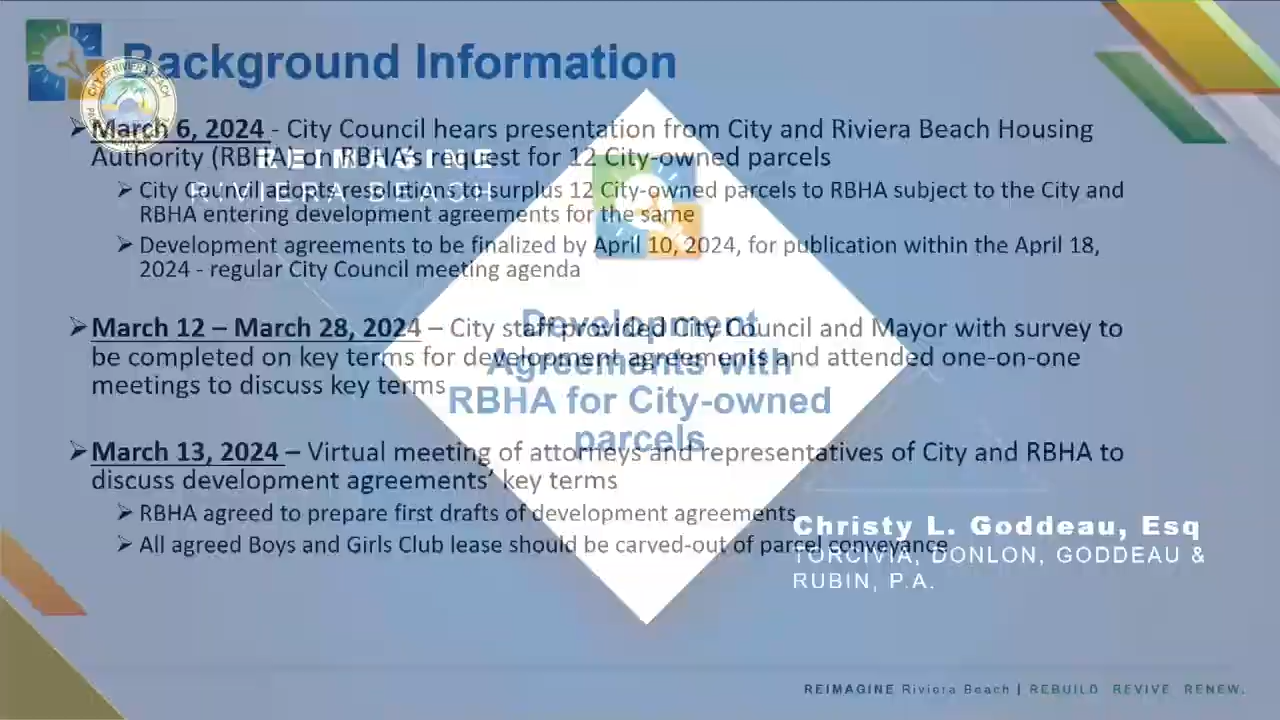 Background Information
CITY OF RIVIERA BEACH
➢March 6, 2024 - City Council hears presentation from City and Riviera Beach Housing
Authority (RBHA) on RBHA's request for 12 City-owned parcels
REIMAGINE
RIVIERA BEACH
➢ City Council adopts resolutions to surplus 12 City-owned parcels to RBHA subject to the City and
RBHA entering development agreements for the same
➢ Development agreements to be finalized by April 10, 2024, for publication within the April 18,
2024 - regular City Council meeting agenda
➢March 12 – March 28, 2024 – City staff provided City Council and Mayor with survey to
be completed on key terms for development agreements and attended one-on-one
meetings to discuss key terms
Development
Agreements with
RBHA for City-owned
parcels
➢March 13, 2024 – Virtual meeting of attorneys and representatives of City and RBHA to
discuss development agreements' key terms
➢ RBHA agreed to prepare first drafts of development agreements
➢ All agreed Boys and Girls Club lease should be carved-out of parcel conveyance
Christy L. Goddeau, Esq
TORCIVIA, DONLON, GODDEAU &
RUBIN, P.A.
REIMAGINE Riviera Beach | REBUILD. REVIVE. RENEW.